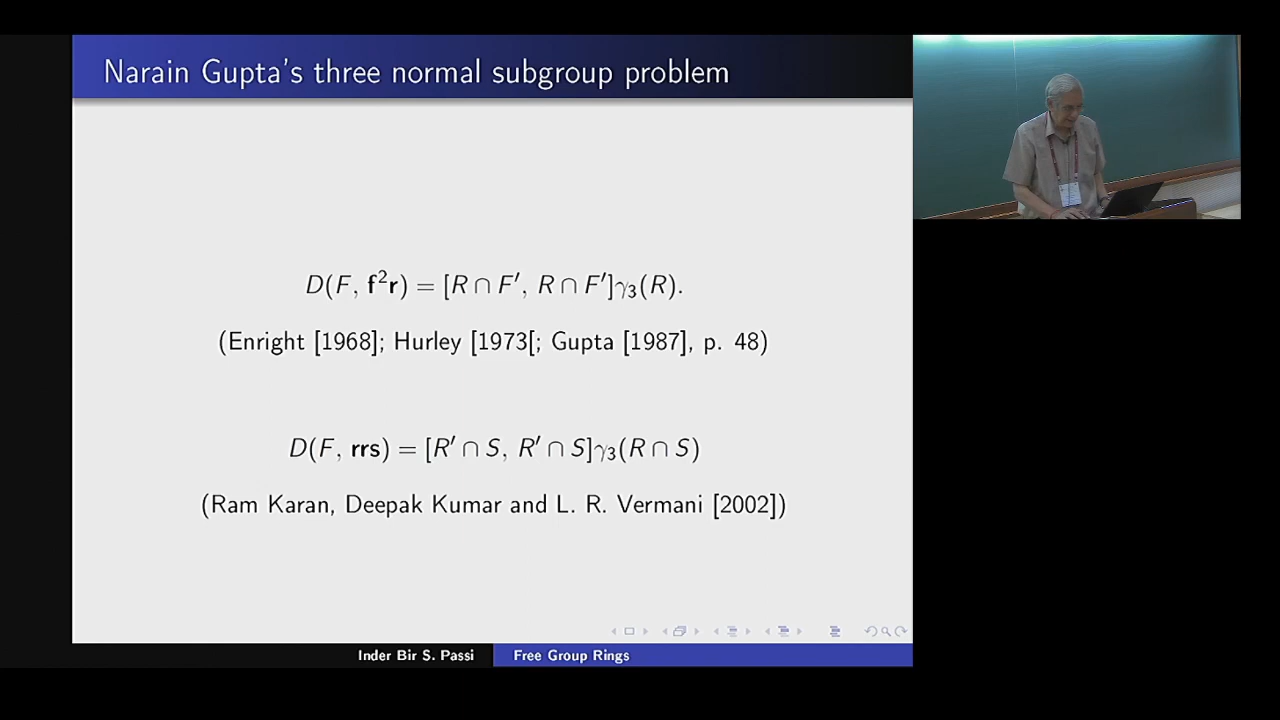 Narain Gupta's three normal subgroup problem
D(F, f²r) = [R ∩ F′, R ∩ F′]γ₃(R).
(Enright [1968]; Hurley [1973[; Gupta [1987], p. 48)
D(F, rrs) = [R′ ∩ S, R′ ∩ S]γ₃(R ∩ S)
(Ram Karan, Deepak Kumar and L. R. Vermani [2002])
Inder Bir S. Passi
Free Group Rings